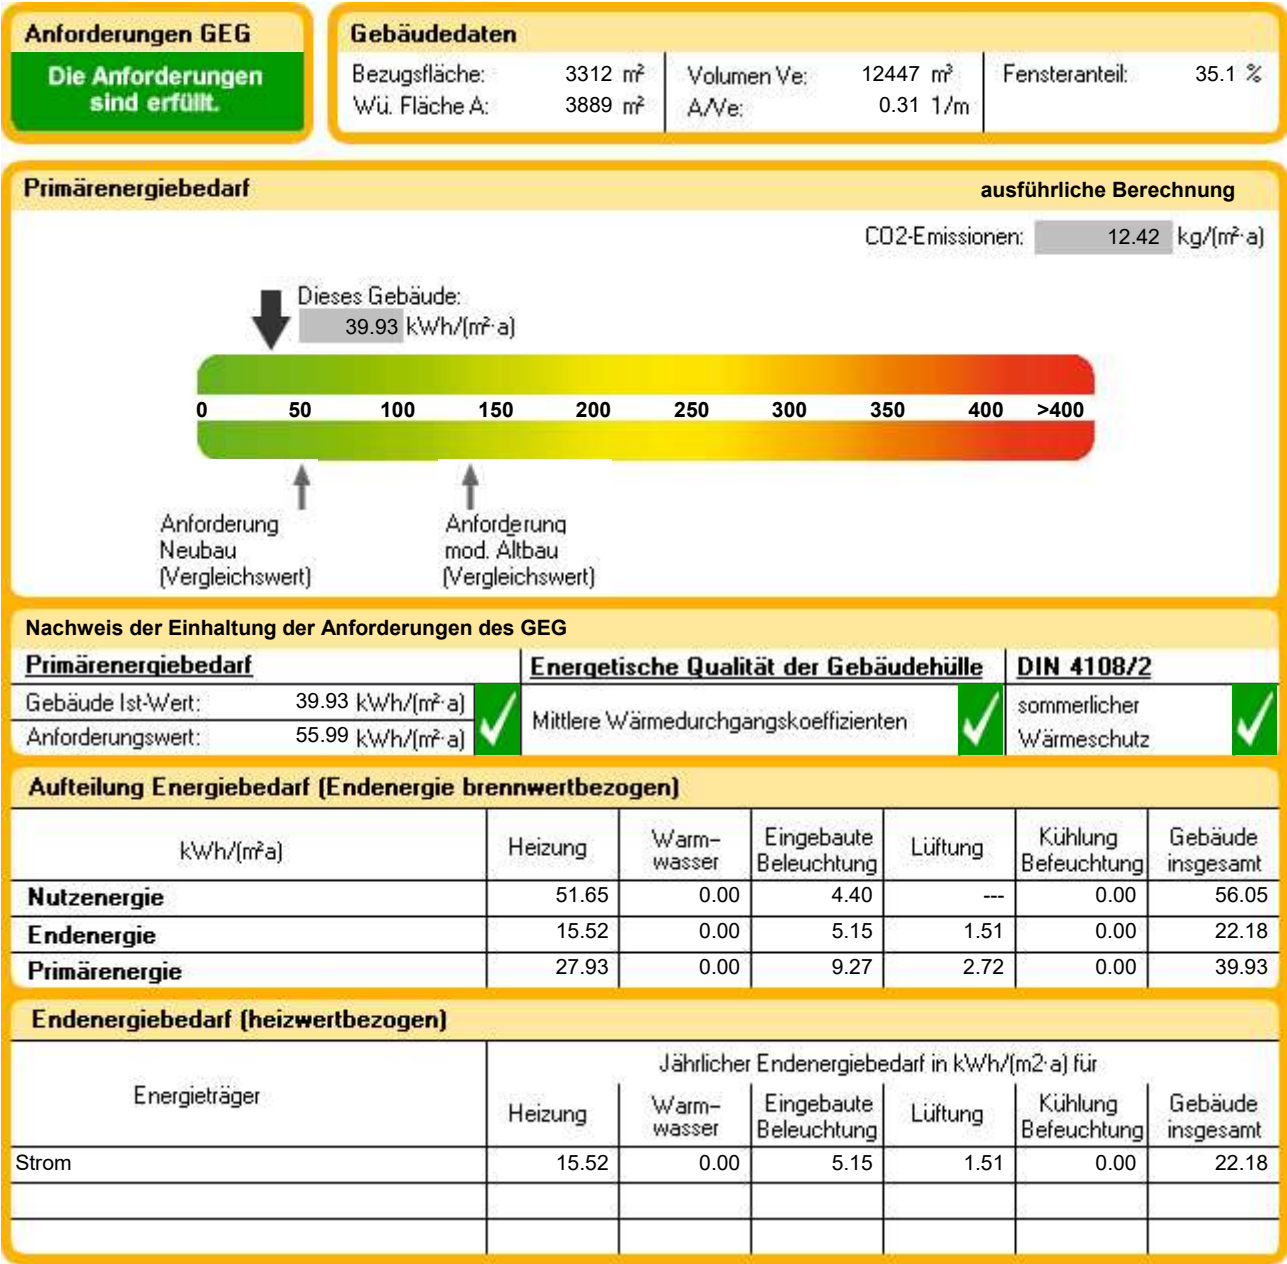 Anforderungen GEG
Die Anforderungen
sind erfüllt.
Gebäudedaten
Bezugsfläche: 3312 m²
Wü. Fläche A: 3889 m²
Volumen Ve: 12447 m³
A/Ve: 0.31 1/m
Fensteranteil: 35.1 %
Primärenergiebedarf ausführliche Berechnung
CO2-Emissionen: 12.42 kg/(m²·a)
Dieses Gebäude:
39.93 kWh/(m²·a)
0 50 100 150 200 250 300 350 400 >400
Anforderung
Neubau
(Vergleichswert)
Anforderung
mod. Altbau
(Vergleichswert)
Nachweis der Einhaltung der Anforderungen des GEG
Primärenergiebedarf
Gebäude Ist-Wert: 39.93 kWh/(m²·a)
Anforderungswert: 55.99 kWh/(m²·a)
Energetische Qualität der Gebäudehülle
Mittlere Wärmedurchgangskoeffizienten
DIN 4108/2
sommerlicher
Wärmeschutz
Aufteilung Energiebedarf (Endenergie brennwertbezogen)
kWh/(m²a) Heizung Warm- wasser Eingebaute Beleuchtung Lüftung Kühlung Befeuchtung Gebäude insgesamt
Nutzenergie 51.65 0.00 4.40 --- 0.00 56.05
Endenergie 15.52 0.00 5.15 1.51 0.00 22.18
Primärenergie 27.93 0.00 9.27 2.72 0.00 39.93
Endenergiebedarf (heizwertbezogen)
Jährlicher Endenergiebedarf in kWh/(m2·a) für
Energieträger Heizung Warm- wasser Eingebaute Beleuchtung Lüftung Kühlung Befeuchtung Gebäude insgesamt
Strom 15.52 0.00 5.15 1.51 0.00 22.18